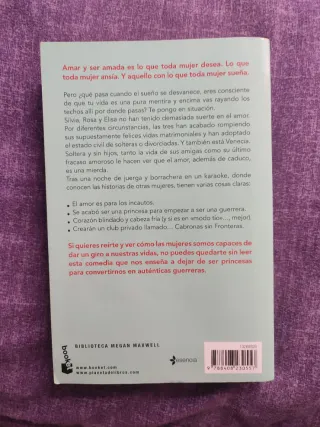 Amar y ser amada es lo que toda mujer desea. Lo que
toda mujer ansía. Y aquello con lo que toda mujer sueña.
Pero ¿qué pasa cuando el sueño se desvanece, eres consciente
de que tu vida es una pura mentira y encima vas rayando los
techos allí por donde pasas? Te pongo en situación.
Silvia, Rosa y Elsa no han tenido demasiada suerte en el amor.
Por diferentes circunstancias, las tres han acabado rompiendo
sus supuestamente felices vidas matrimoniales y han adoptado
el estado civil de solteras o divorciadas. Y también está Venecia.
Soltera y sin hijos, tanto la vida de sus amigas como su último
fracaso amoroso le hacen ver que el amor, además de caduco,
es una mierda.
Tras una noche de juerga y borrachera en un karaoke, donde
conocen las historias de otras mujeres, tienen varias cosas claras:
• El amor es para los incautos.
• Se acabó ser una princesa para empezar a ser una guerrera.
• Corazón blindado y cabeza fría (y si es en «modo tío»..., mejor).
• Crearán un club privado llamado... Cabronas sin Fronteras.
Si quieres reírte y ver cómo las mujeres somos capaces de
dar un giro a nuestras vidas, no puedes quedarte sin leer
esta comedia que nos enseña a dejar de ser princesas
para convertirnos en auténticas guerreras.
BIBLIOTECA MEGAN MAXWELL
booket
www.booket.com
www.planetadelibros.com
esencia